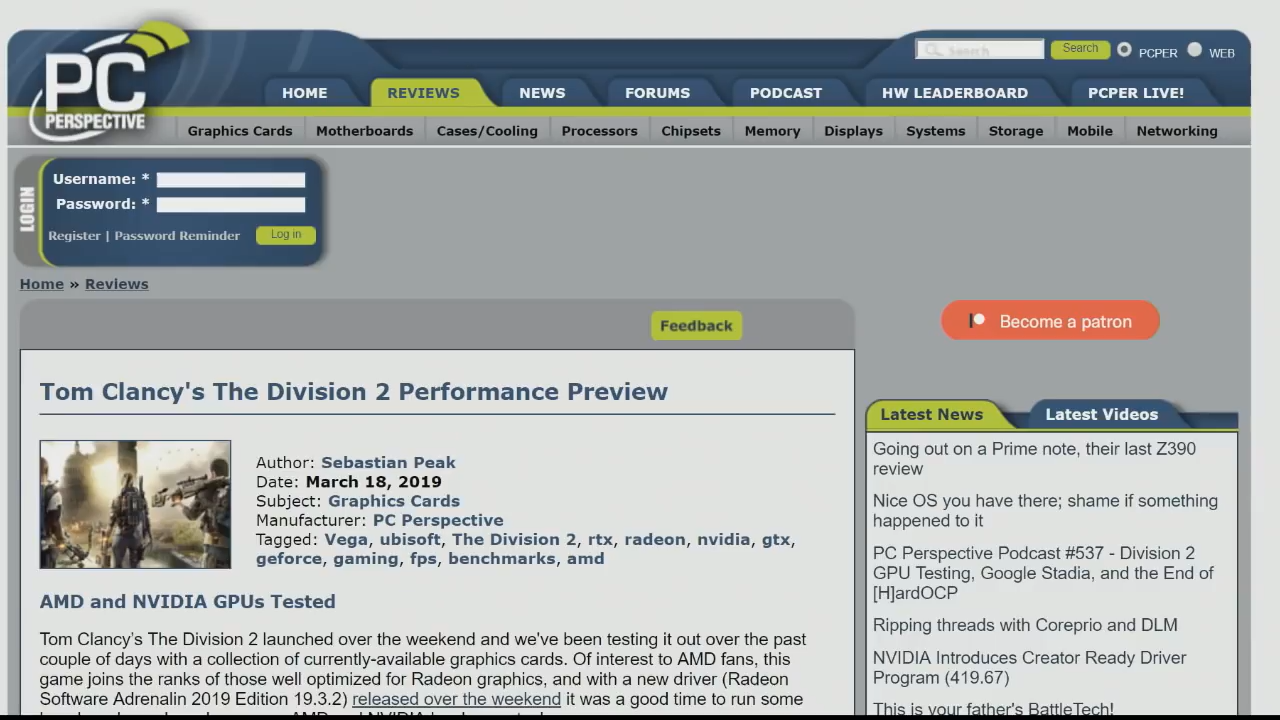 PC
PERSPECTIVE
Search
Search
PCPER
WEB
HOME
REVIEWS
NEWS
FORUMS
PODCAST
HW LEADERBOARD
PCPER LIVE!
Graphics Cards
Motherboards
Cases/Cooling
Processors
Chipsets
Memory
Displays
Systems
Storage
Mobile
Networking
LOGIN
Username: *
Password: *
Register | Password Reminder
Log in
Home » Reviews
Feedback
Become a patron
Tom Clancy's The Division 2 Performance Preview
Author: Sebastian Peak
Date: March 18, 2019
Subject: Graphics Cards
Manufacturer: PC Perspective
Tagged: Vega, ubisoft, The Division 2, rtx, radeon, nvidia, gtx,
geforce, gaming, fps, benchmarks, amd
AMD and NVIDIA GPUs Tested
Tom Clancy's The Division 2 launched over the weekend and we've been testing it out over the past
couple of days with a collection of currently-available graphics cards. Of interest to AMD fans, this
game joins the ranks of those well optimized for Radeon graphics, and with a new driver (Radeon
Software Adrenalin 2019 Edition 19.3.2) released over the weekend it was a good time to run some
Latest News
Latest Videos
Going out on a Prime note, their last Z390
review
Nice OS you have there; shame if something
happened to it
PC Perspective Podcast #537 - Division 2
GPU Testing, Google Stadia, and the End of
[H]ardOCP
Ripping threads with Coreprio and DLM
NVIDIA Introduces Creator Ready Driver
Program (419.67)
This is your father's BattleTech!